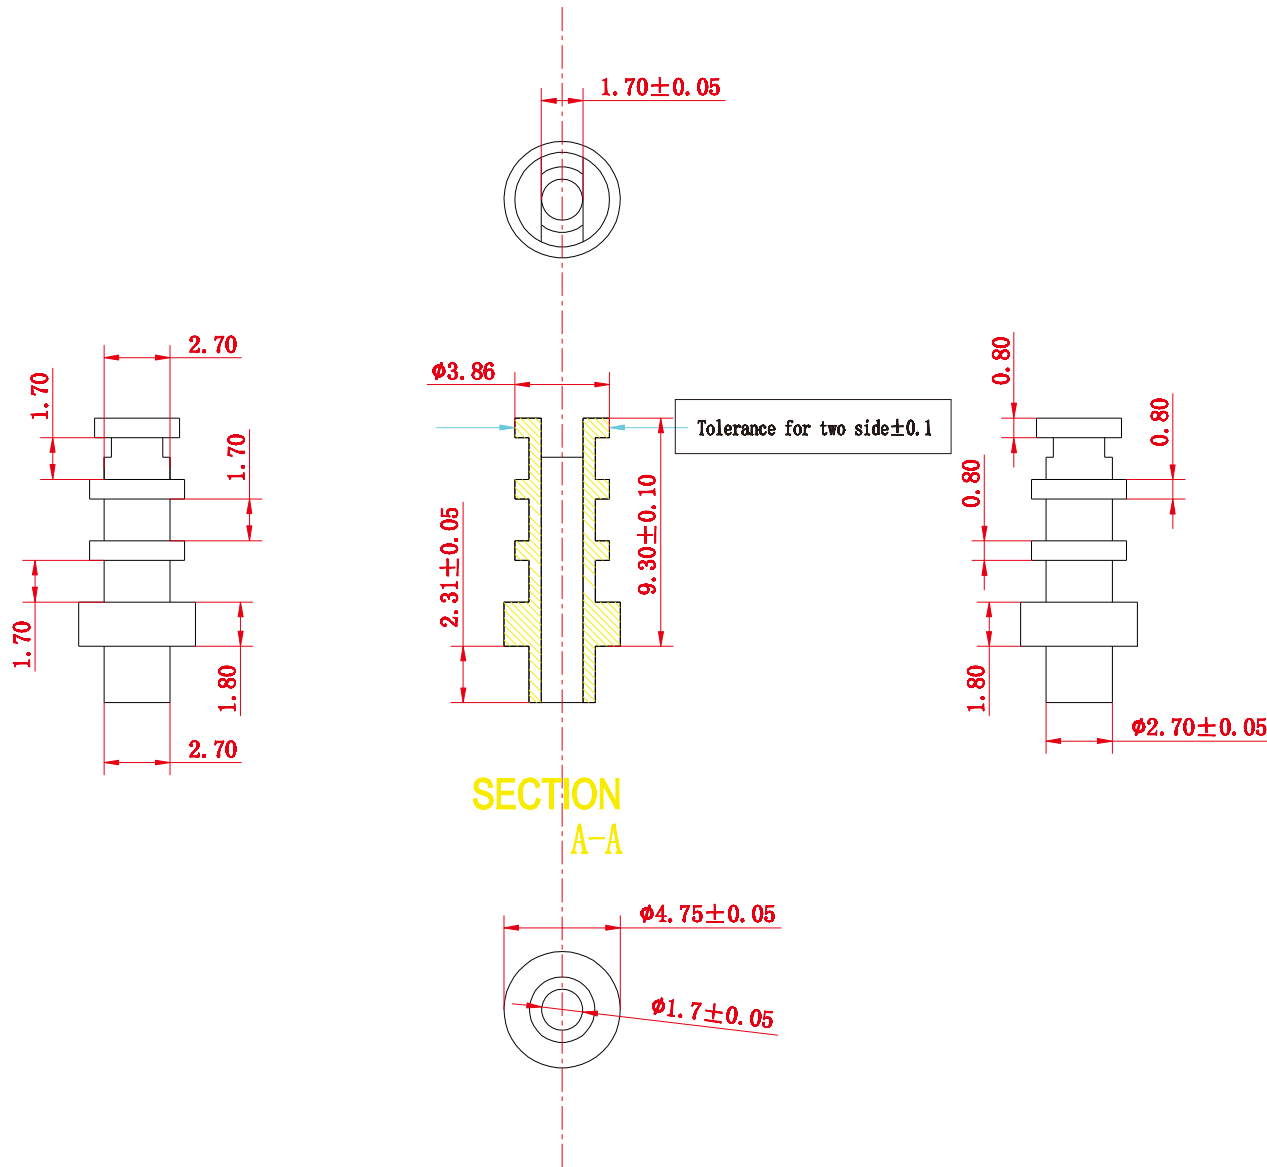 1.70±0.05
2.70
1.70
1.70
1.70
1.80
2.70
ϕ3.86
Tolerance for two side±0.1
9.30±0.10
2.31±0.05
0.80
0.80
0.80
1.80
ϕ2.70±0.05
SECTION
A-A
ϕ4.75±0.05
ϕ1.7±0.05